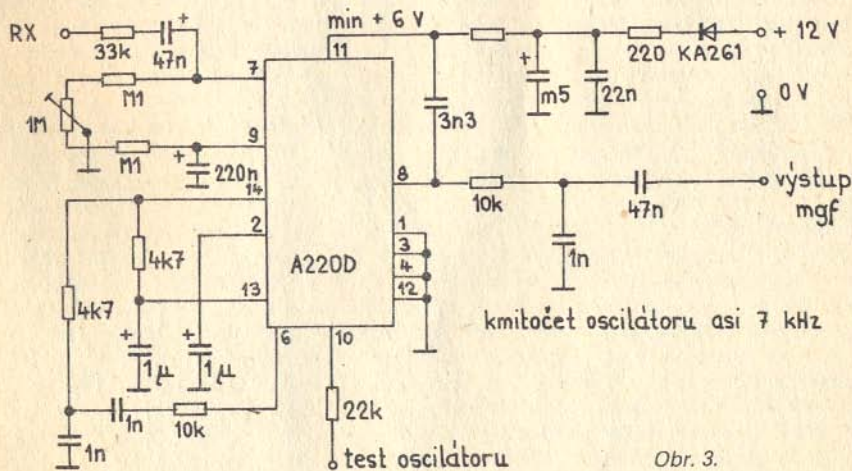 RX
33k
47n
+
M1
1M
M1
+
220n
7
9
14
2
13
6
10
11
8
1
3
4
12
A220D
min + 6 V
10k
+
m5
22n
220
KA261
+ 12 V
0 V
3n3
10k
47n
1n
výstup
mgf
4k7
4k7
+
1μ
+
1μ
1n
1n
10k
22k
test oscilátoru
kmitočet oscilátoru asi 7 kHz
Obr. 3.